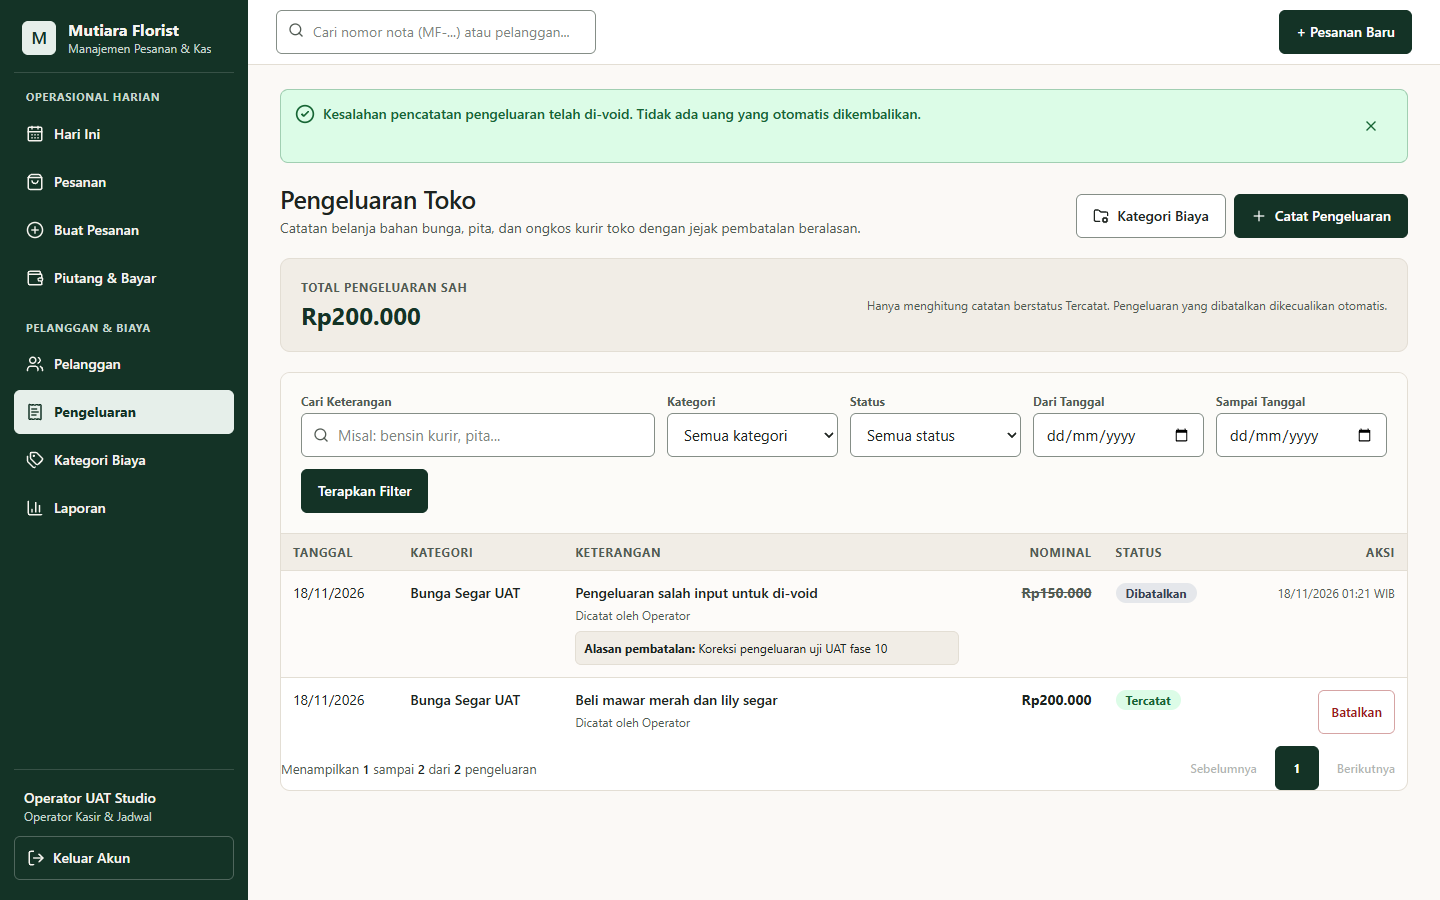 M
Mutiara Florist
Manajemen Pesanan & Kas
OPERASIONAL HARIAN
Hari Ini
Pesanan
Buat Pesanan
Piutang & Bayar
PELANGGAN & BIAYA
Pelanggan
Pengeluaran
Kategori Biaya
Laporan
Operator UAT Studio
Operator Kasir & Jadwal
Keluar Akun
Cari nomor nota (MF-...) atau pelanggan...
+ Pesanan Baru
Kesalahan pencatatan pengeluaran telah di-void. Tidak ada uang yang otomatis dikembalikan.
Pengeluaran Toko
Catatan belanja bahan bunga, pita, dan ongkos kurir toko dengan jejak pembatalan beralasan.
Kategori Biaya
Catat Pengeluaran
TOTAL PENGELUARAN SAH
Rp200.000
Hanya menghitung catatan berstatus Tercatat. Pengeluaran yang dibatalkan dikecualikan otomatis.
Cari Keterangan
Misal: bensin kurir, pita...
Kategori
Semua kategori
Status
Semua status
Dari Tanggal
dd/mm/yyyy
Sampai Tanggal
dd/mm/yyyy
Terapkan Filter
TANGGAL KATEGORI KETERANGAN NOMINAL STATUS AKSI
18/11/2026 Bunga Segar UAT Pengeluaran salah input untuk di-void Rp150.000 Dibatalkan 18/11/2026 01:21 WIB
Dicatat oleh Operator
Alasan pembatalan: Koreksi pengeluaran uji UAT fase 10
18/11/2026 Bunga Segar UAT Beli mawar merah dan lily segar Rp200.000 Tercatat Batalkan
Dicatat oleh Operator
Menampilkan 1 sampai 2 dari 2 pengeluaran
Sebelumnya 1 Berikutnya